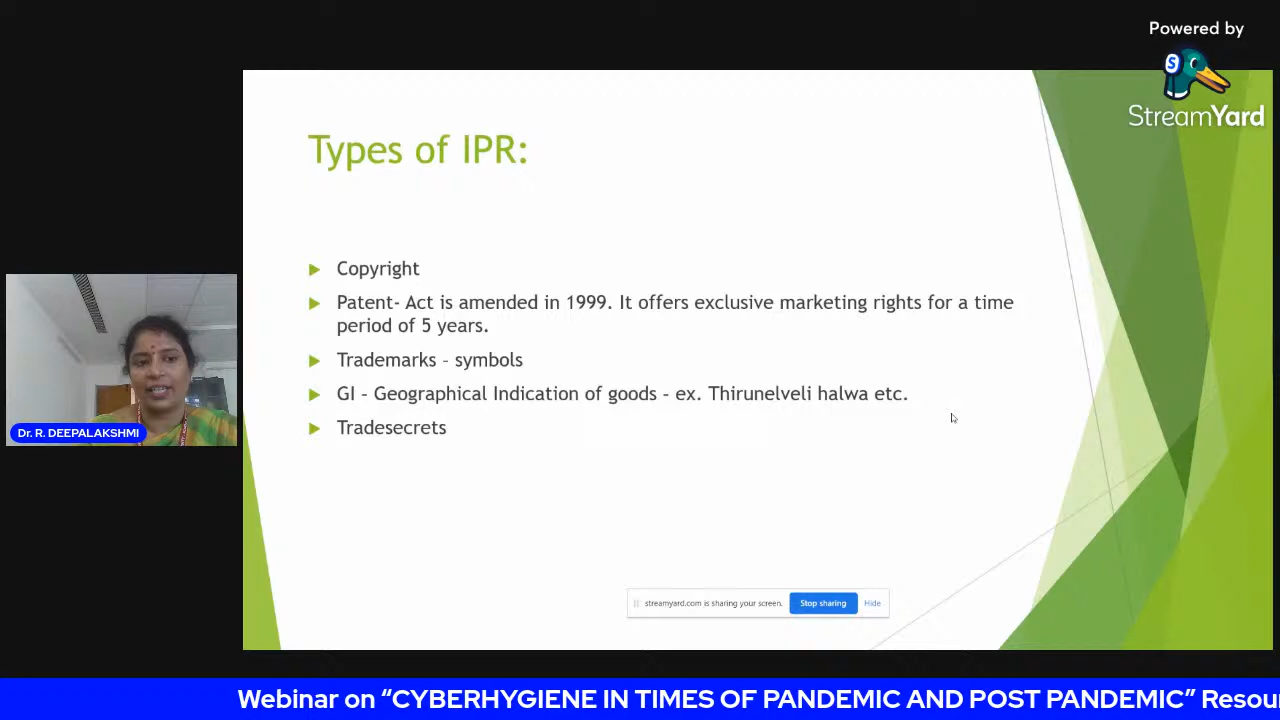 Powered by
StreamYard
Types of IPR:
Copyright
Patent- Act is amended in 1999. It offers exclusive marketing rights for a time
period of 5 years.
Trademarks – symbols
GI – Geographical Indication of goods – ex. Thirunelveli halwa etc.
Tradesecrets
Dr. R. DEEPALAKSHMI
streamyard.com is sharing your screen. Stop sharing Hide
Webinar on “CYBERHYGIENE IN TIMES OF PANDEMIC AND POST PANDEMIC” Resou